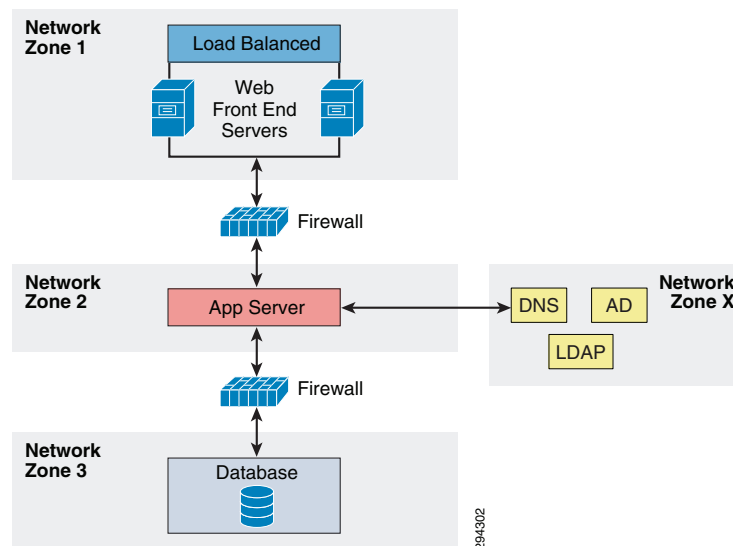 Network
Zone 1
Load Balanced
Web
Front End
Servers
Firewall
Network
Zone 2
App Server
Network
Zone X
DNS
AD
LDAP
Firewall
Network
Zone 3
Database
294302